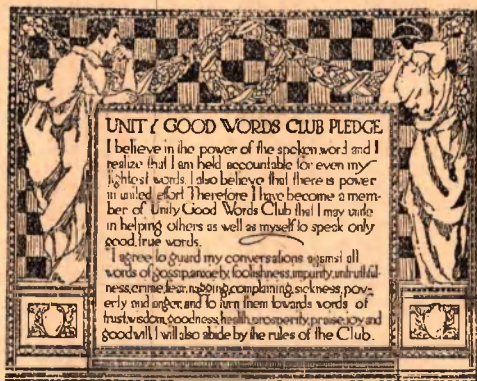 UNITY GOOD WORDS CLUB PLEDGE
I believe in the power of the spoken word and I
realize that I am held accountable for even my
lightest words. I also believe that there is power
in united effort. Therefore I have become a mem-
ber of Unity Good Words Club that I may unite
in helping others as well as myself to speak only
good, true words.
I agree to guard my conversations against all
words of gossip, anxiety, foolishness, impurity, untruthful-
ness, crime, fear, nagging, complaining, sickness, pov-
erty and anger, and to turn them towards words of
trust, wisdom, goodness, health, prosperity, praise, joy and
good will. I will also abide by the rules of the Club.